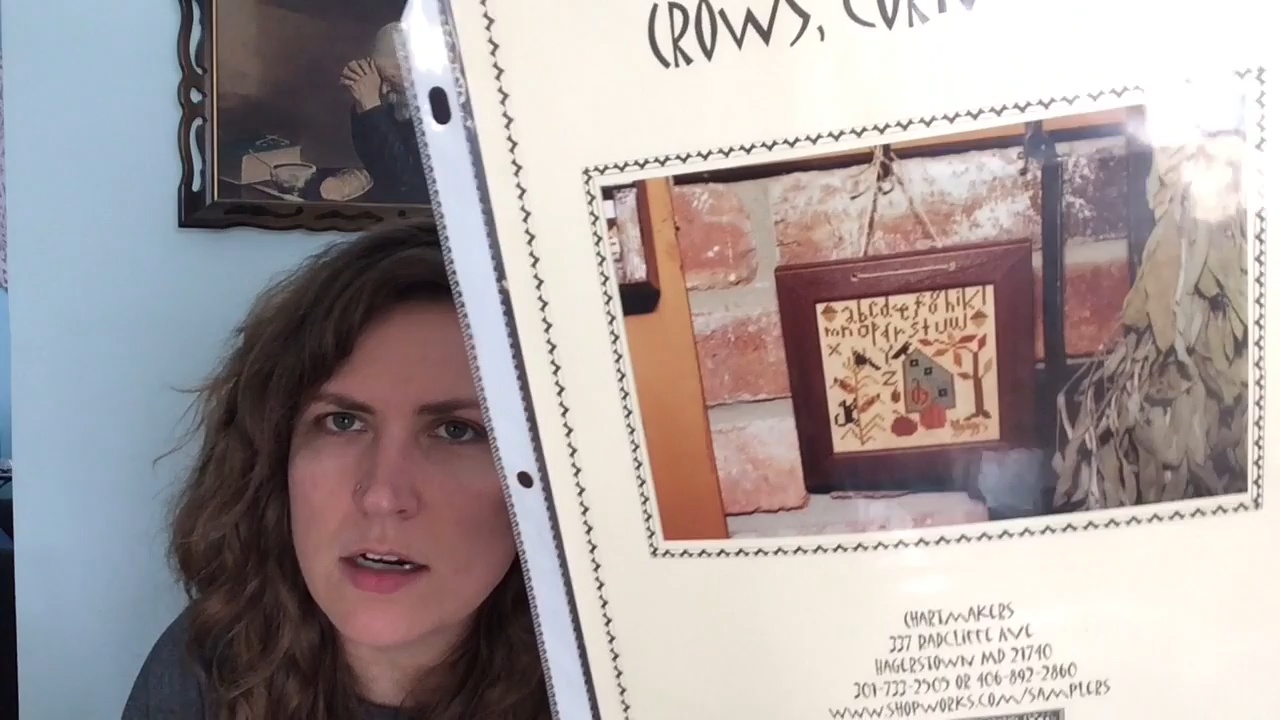 CROWS,
abcdefghikl
mnopqrstuw
x
y
z
CHARTMAKERS
337 RADCLIFFE AVE
HAGERSTOWN MD 21740
301-733-2505 OR 406-892-2860
WWW.SHOPWORKS.COM/SAMPLERS